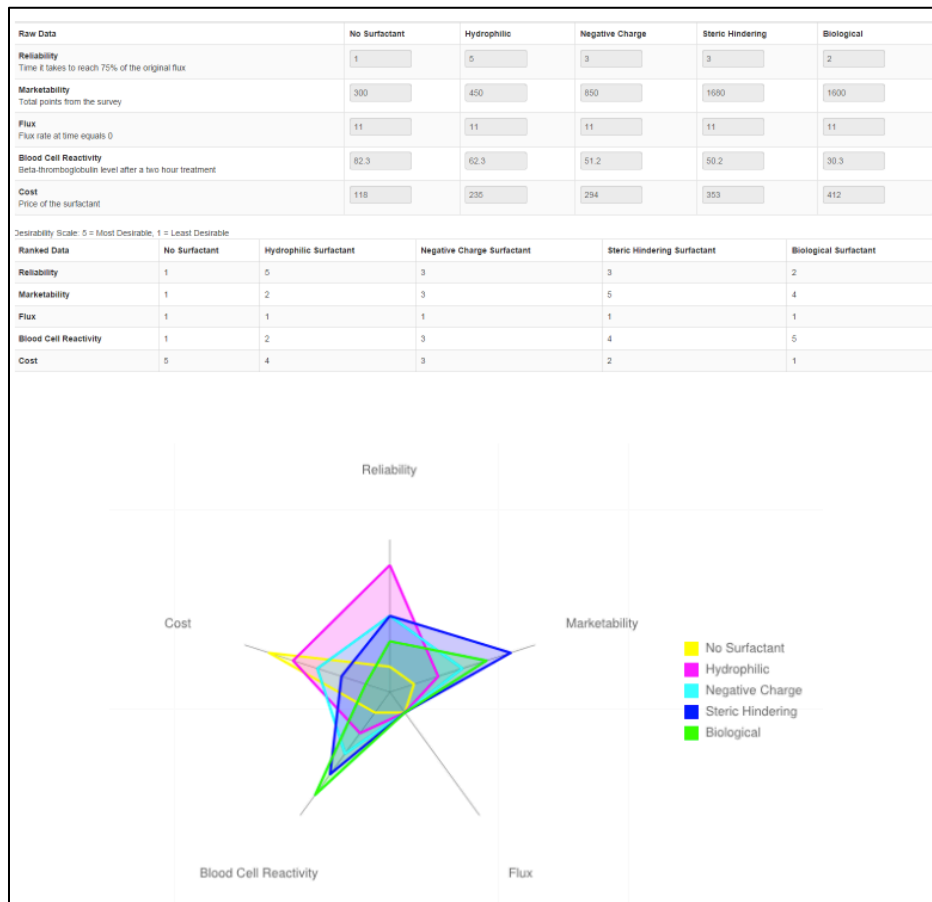 Raw Data No Surfactant Hydrophilic Negative Charge Steric Hindering Biological
Reliability
Time it takes to reach 75% of the original flux
1 5 3 3 2
Marketability
Total points from the survey
300 450 850 1680 1600
Flux
Flux rate at time equals 0
11 11 11 11 11
Blood Cell Reactivity
Beta-thromboglobulin level after a two hour treatment
82.3 62.3 51.2 50.2 30.3
Cost
Price of the surfactant
118 235 294 353 412
Desirability Scale: 5 = Most Desirable, 1 = Least Desirable
Ranked Data No Surfactant Hydrophilic Surfactant Negative Charge Surfactant Steric Hindering Surfactant Biological Surfactant
Reliability 1 5 3 3 2
Marketability 1 2 3 5 4
Flux 1 1 1 1 1
Blood Cell Reactivity 1 2 3 4 5
Cost 5 4 3 2 1
Reliability
Cost
Marketability
No Surfactant
Hydrophilic
Negative Charge
Steric Hindering
Biological
Blood Cell Reactivity
Flux